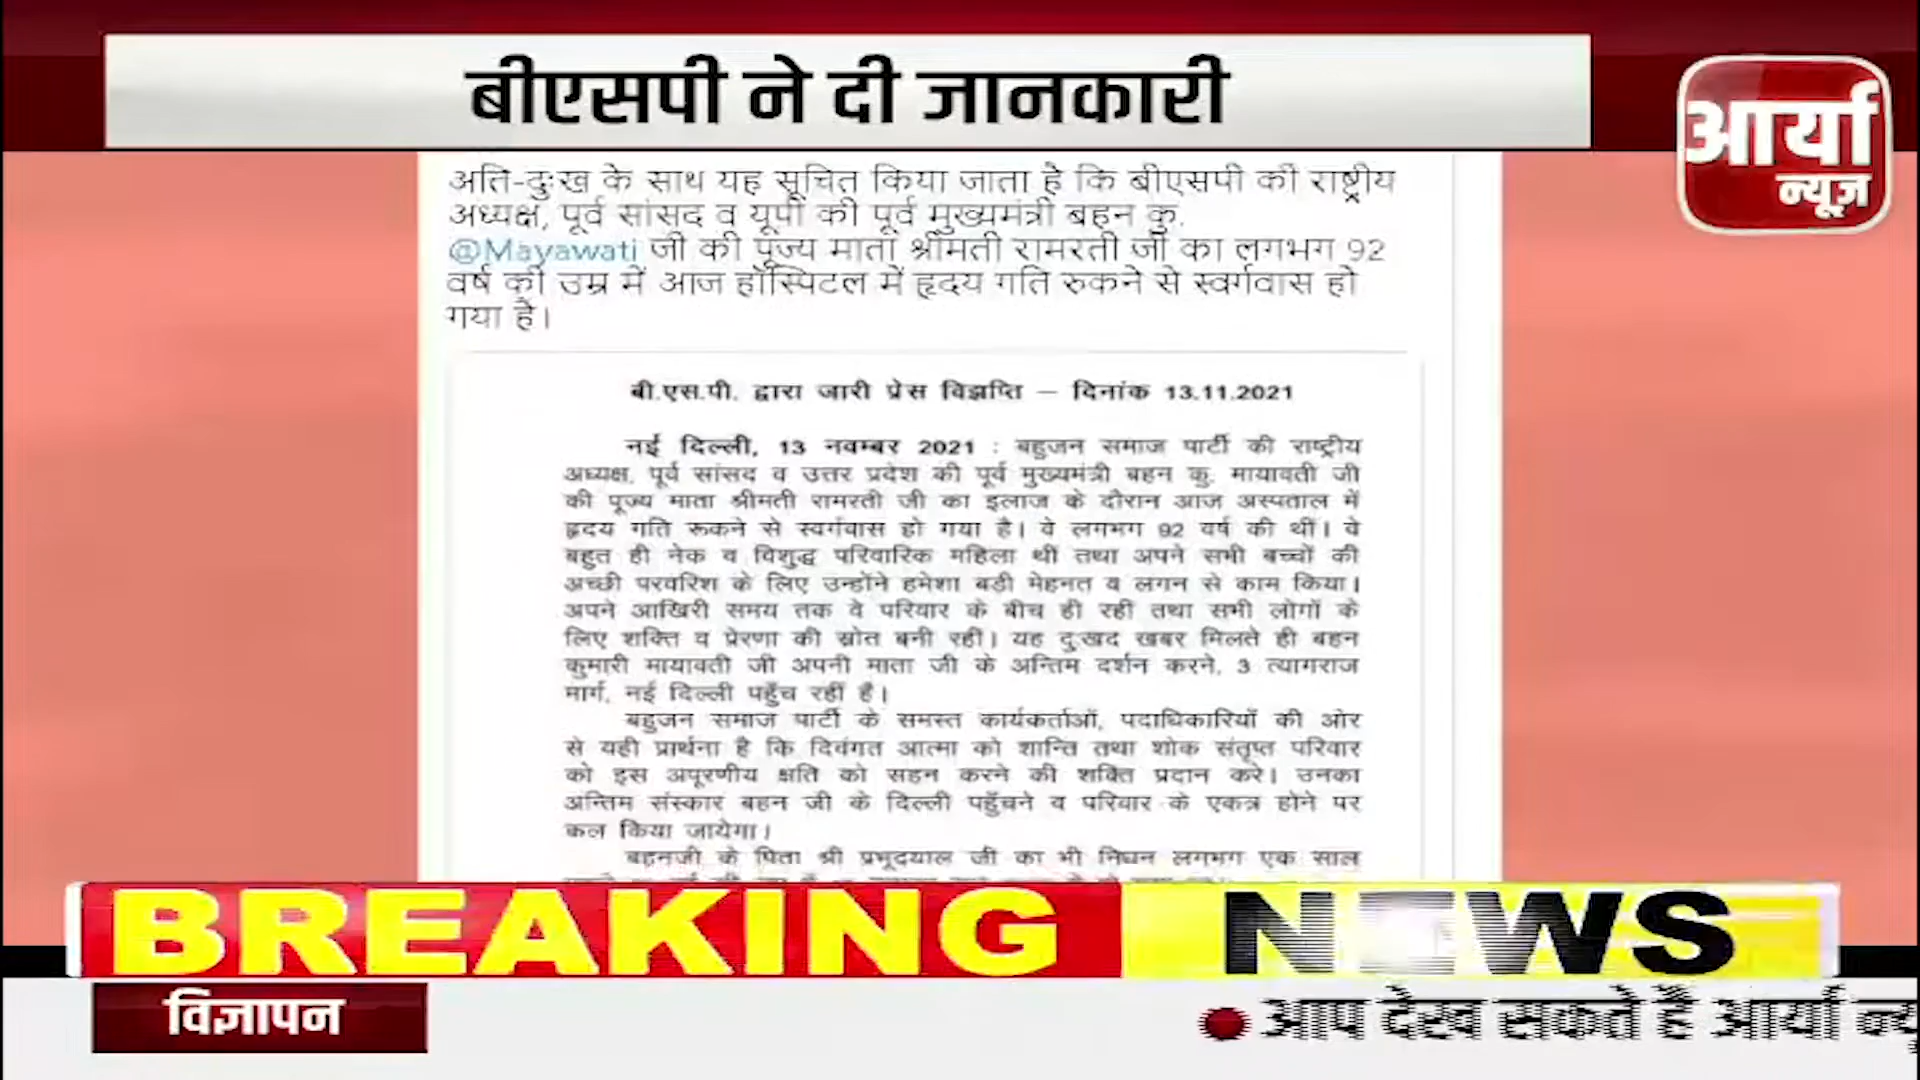 बीएसपी ने दी जानकारी
आर्या
न्यूज़
अति-दुःख के साथ यह सूचित किया जाता है कि बीएसपी की राष्ट्रीय
अध्यक्ष, पूर्व सांसद व यूपी की पूर्व मुख्यमंत्री बहन कु.
@Mayawati जी की पूज्य माता श्रीमती रामरती जी का लगभग 92
वर्ष की उम्र में आज हॉस्पिटल में हृदय गति रुकने से स्वर्गवास हो
गया है।
बी.एस.पी. द्वारा जारी प्रेस विज्ञप्ति – दिनांक 13.11.2021
नई दिल्ली, 13 नवम्बर 2021 : बहुजन समाज पार्टी की राष्ट्रीय
अध्यक्ष, पूर्व सांसद व उत्तर प्रदेश की पूर्व मुख्यमंत्री बहन कु. मायावती जी
की पूज्य माता श्रीमती रामरती जी का इलाज के दौरान आज अस्पताल में
हृदय गति रूकने से स्वर्गवास हो गया है। वे लगभग 92 वर्ष की थीं। वे
बहुत ही नेक व विशुद्ध परिवारिक महिला थीं तथा अपने सभी बच्चों की
अच्छी परवरिश के लिए उन्होंने हमेशा बड़ी मेहनत व लगन से काम किया।
अपने आखिरी समय तक वे परिवार के बीच ही रहीं तथा सभी लोगों के
लिए शक्ति व प्रेरणा की स्रोत बनी रहीं। यह दुःखद खबर मिलते ही बहन
कुमारी मायावती जी अपनी माता जी के अन्तिम दर्शन करने, 3 त्यागराज
मार्ग, नई दिल्ली पहुँच रहीं है।
बहुजन समाज पार्टी के समस्त कार्यकर्ताओं, पदाधिकारियों की ओर
से यही प्रार्थना है कि दिवंगत आत्मा को शान्ति तथा शोक संतृप्त परिवार
को इस अपूरणीय क्षति को सहन करने की शक्ति प्रदान करे। उनका
अन्तिम संस्कार बहन जी के दिल्ली पहुँचने व परिवार के एकत्र होने पर
कल किया जायेगा।
बहनजी के पिता श्री प्रभूदयाल जी का भी निधन लगभग एक साल
BREAKING NEWS
विज्ञापन
आप देख सकते हैं आर्या